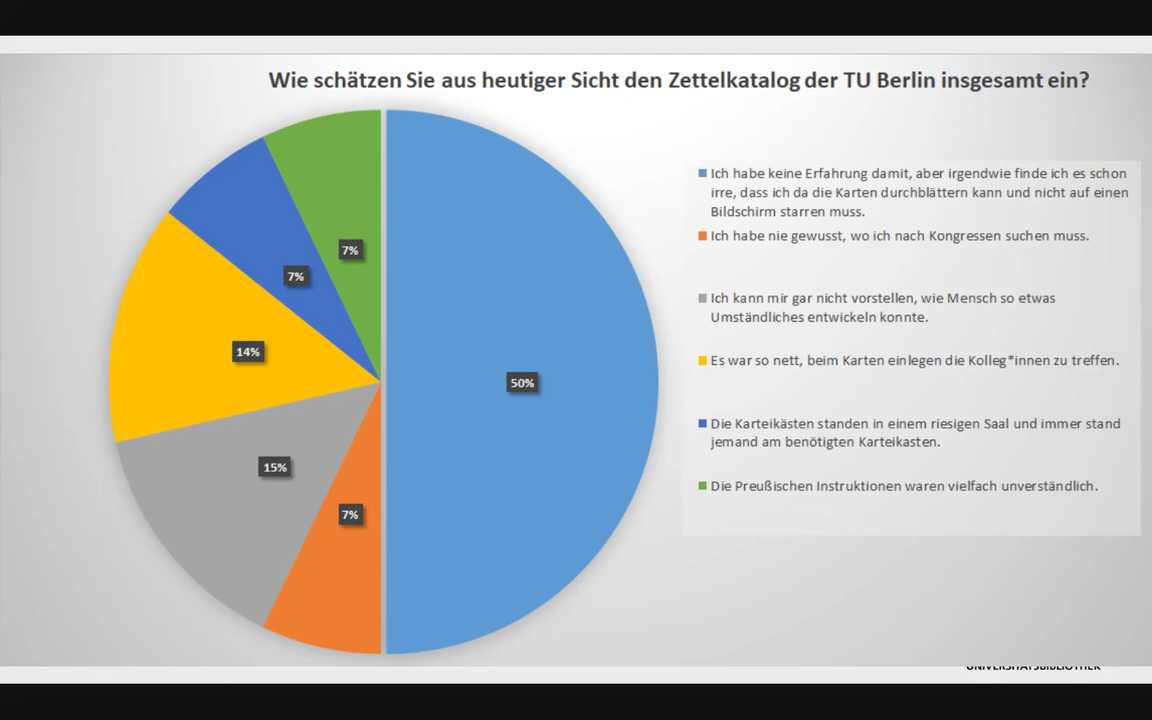 Wie schätzen Sie aus heutiger Sicht den Zettelkatalog der TU Berlin insgesamt ein?
7%
7%
14%
50%
15%
7%
Ich habe keine Erfahrung damit, aber irgendwie finde ich es schon
irre, dass ich da die Karten durchblättern kann und nicht auf einen
Bildschirm starren muss.
Ich habe nie gewusst, wo ich nach Kongressen suchen muss.
Ich kann mir gar nicht vorstellen, wie Mensch so etwas
Umständliches entwickeln konnte.
Es war so nett, beim Karten einlegen die Kolleg*innen zu treffen.
Die Karteikästen standen in einem riesigen Saal und immer stand
jemand am benötigten Karteikasten.
Die Preußischen Instruktionen waren vielfach unverständlich.
UNIVERSITÄTSBIBLIOTHEK